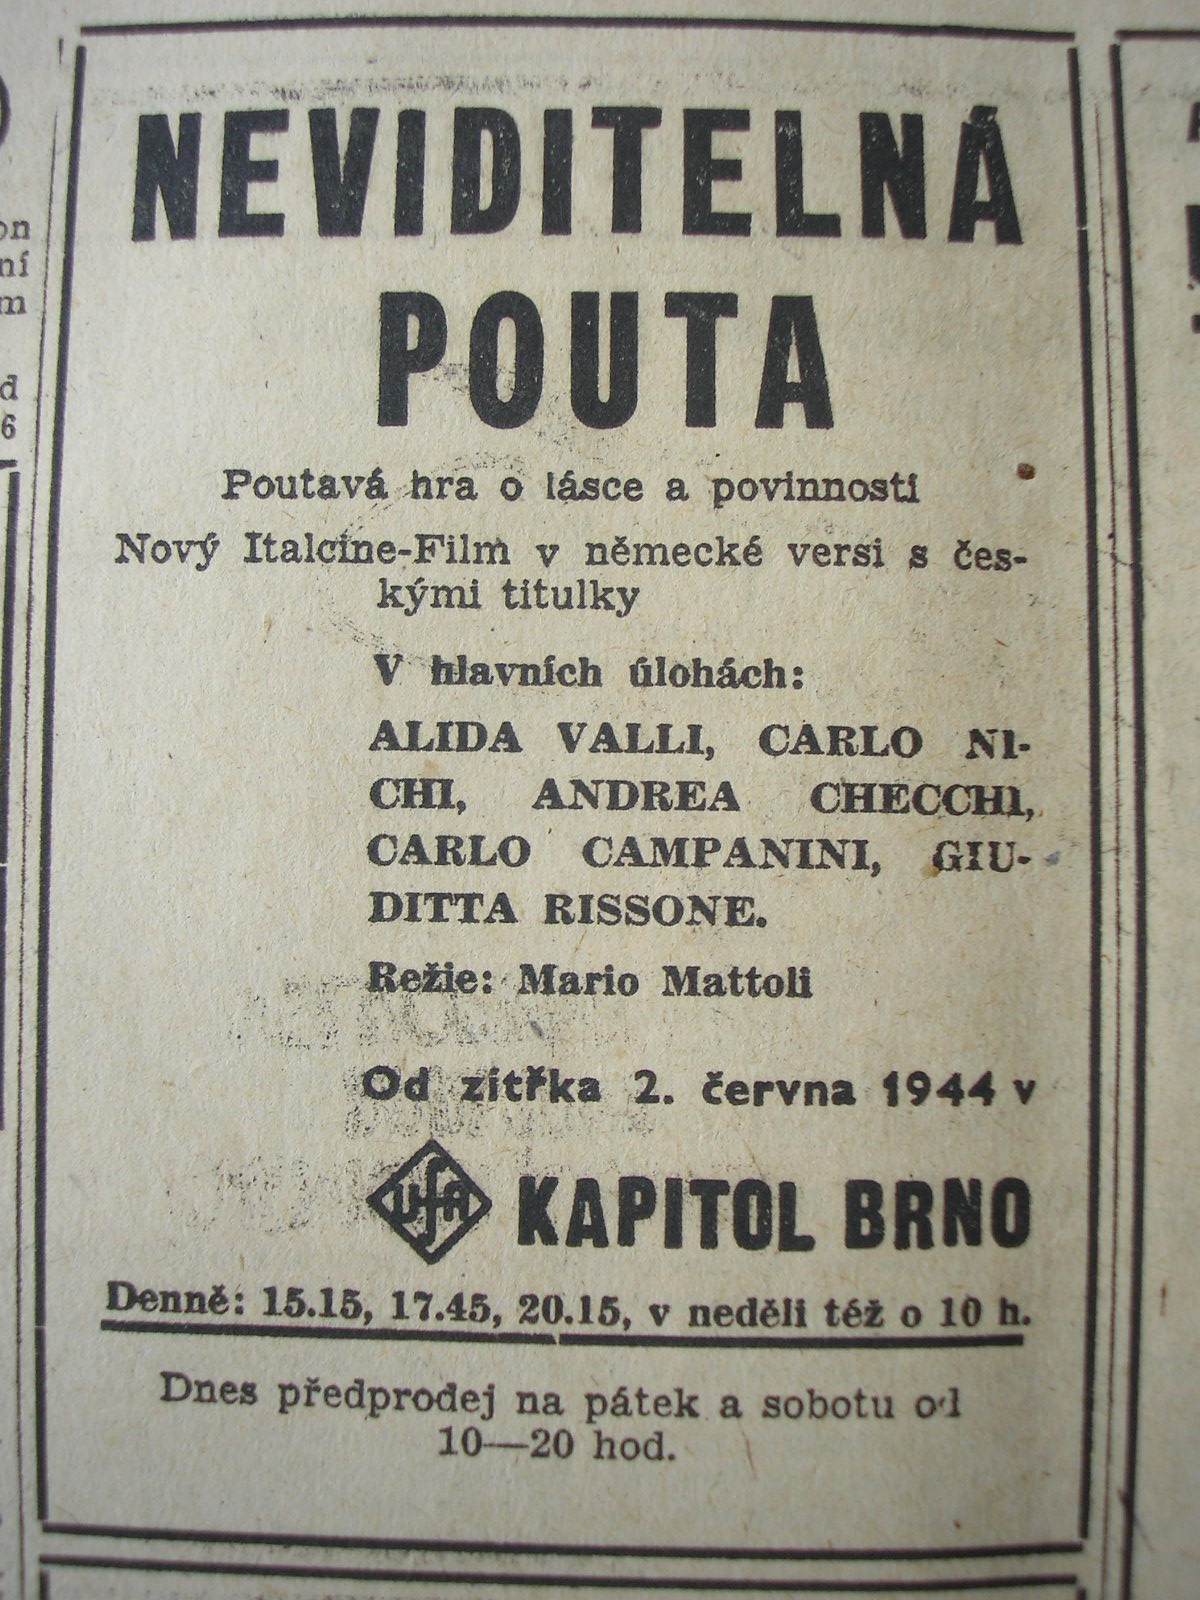 NEVIDITELNÁ
POUTA
Poutavá hra o lásce a povinnosti
Nový Italcine-Film v německé versi s čes-
kými titulky
V hlavních úlohách:
ALIDA VALLI, CARLO NI-
CHI, ANDREA CHECCHI,
CARLO CAMPANINI, GIU-
DITTA RISSONE.
Režie: Mario Mattoli
Od zítřka 2. června 1944 v
UFA KAPITOL BRNO
Denně: 15.15, 17.45, 20.15, v neděli též o 10 h.
Dnes předprodej na pátek a sobotu od
10—20 hod.